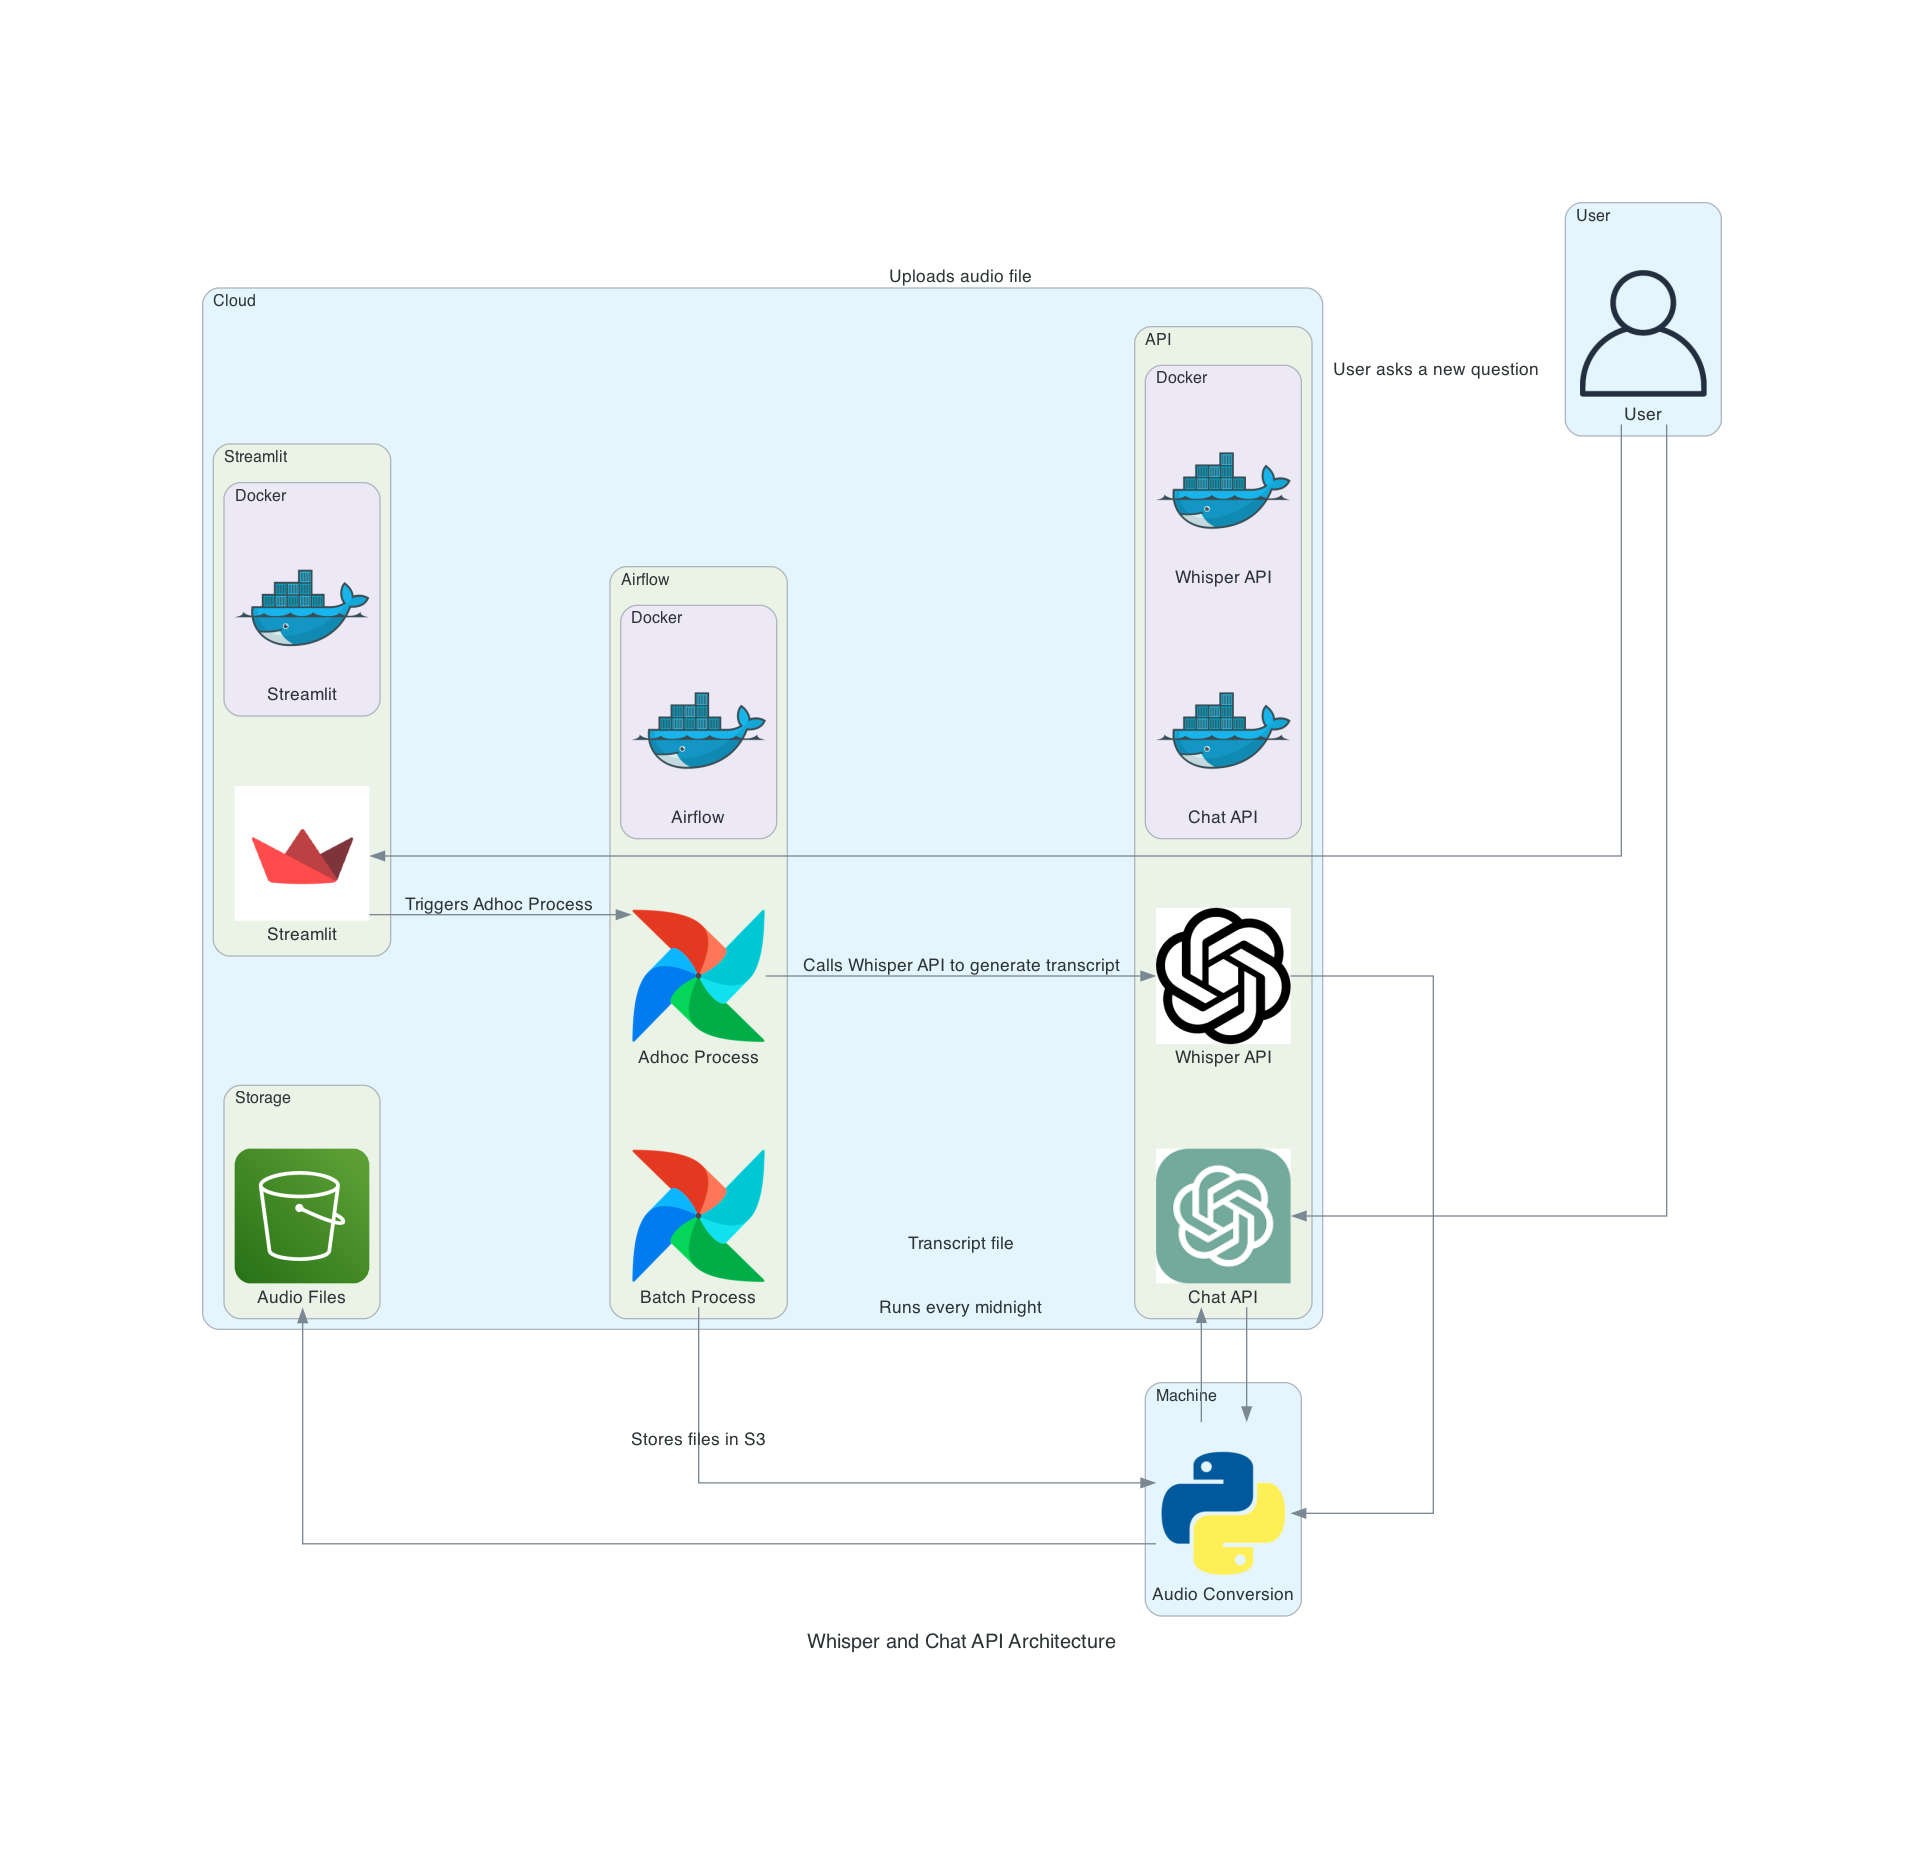 User
User
Uploads audio file
Cloud
API
User asks a new question
Docker
Whisper API
Chat API
Streamlit
Docker
Streamlit
Airflow
Docker
Airflow
Streamlit
Triggers Adhoc Process
Calls Whisper API to generate transcript
Adhoc Process
Whisper API
Storage
Audio Files
Batch Process
Transcript file
Runs every midnight
Chat API
Machine
Stores files in S3
Audio Conversion
Whisper and Chat API Architecture